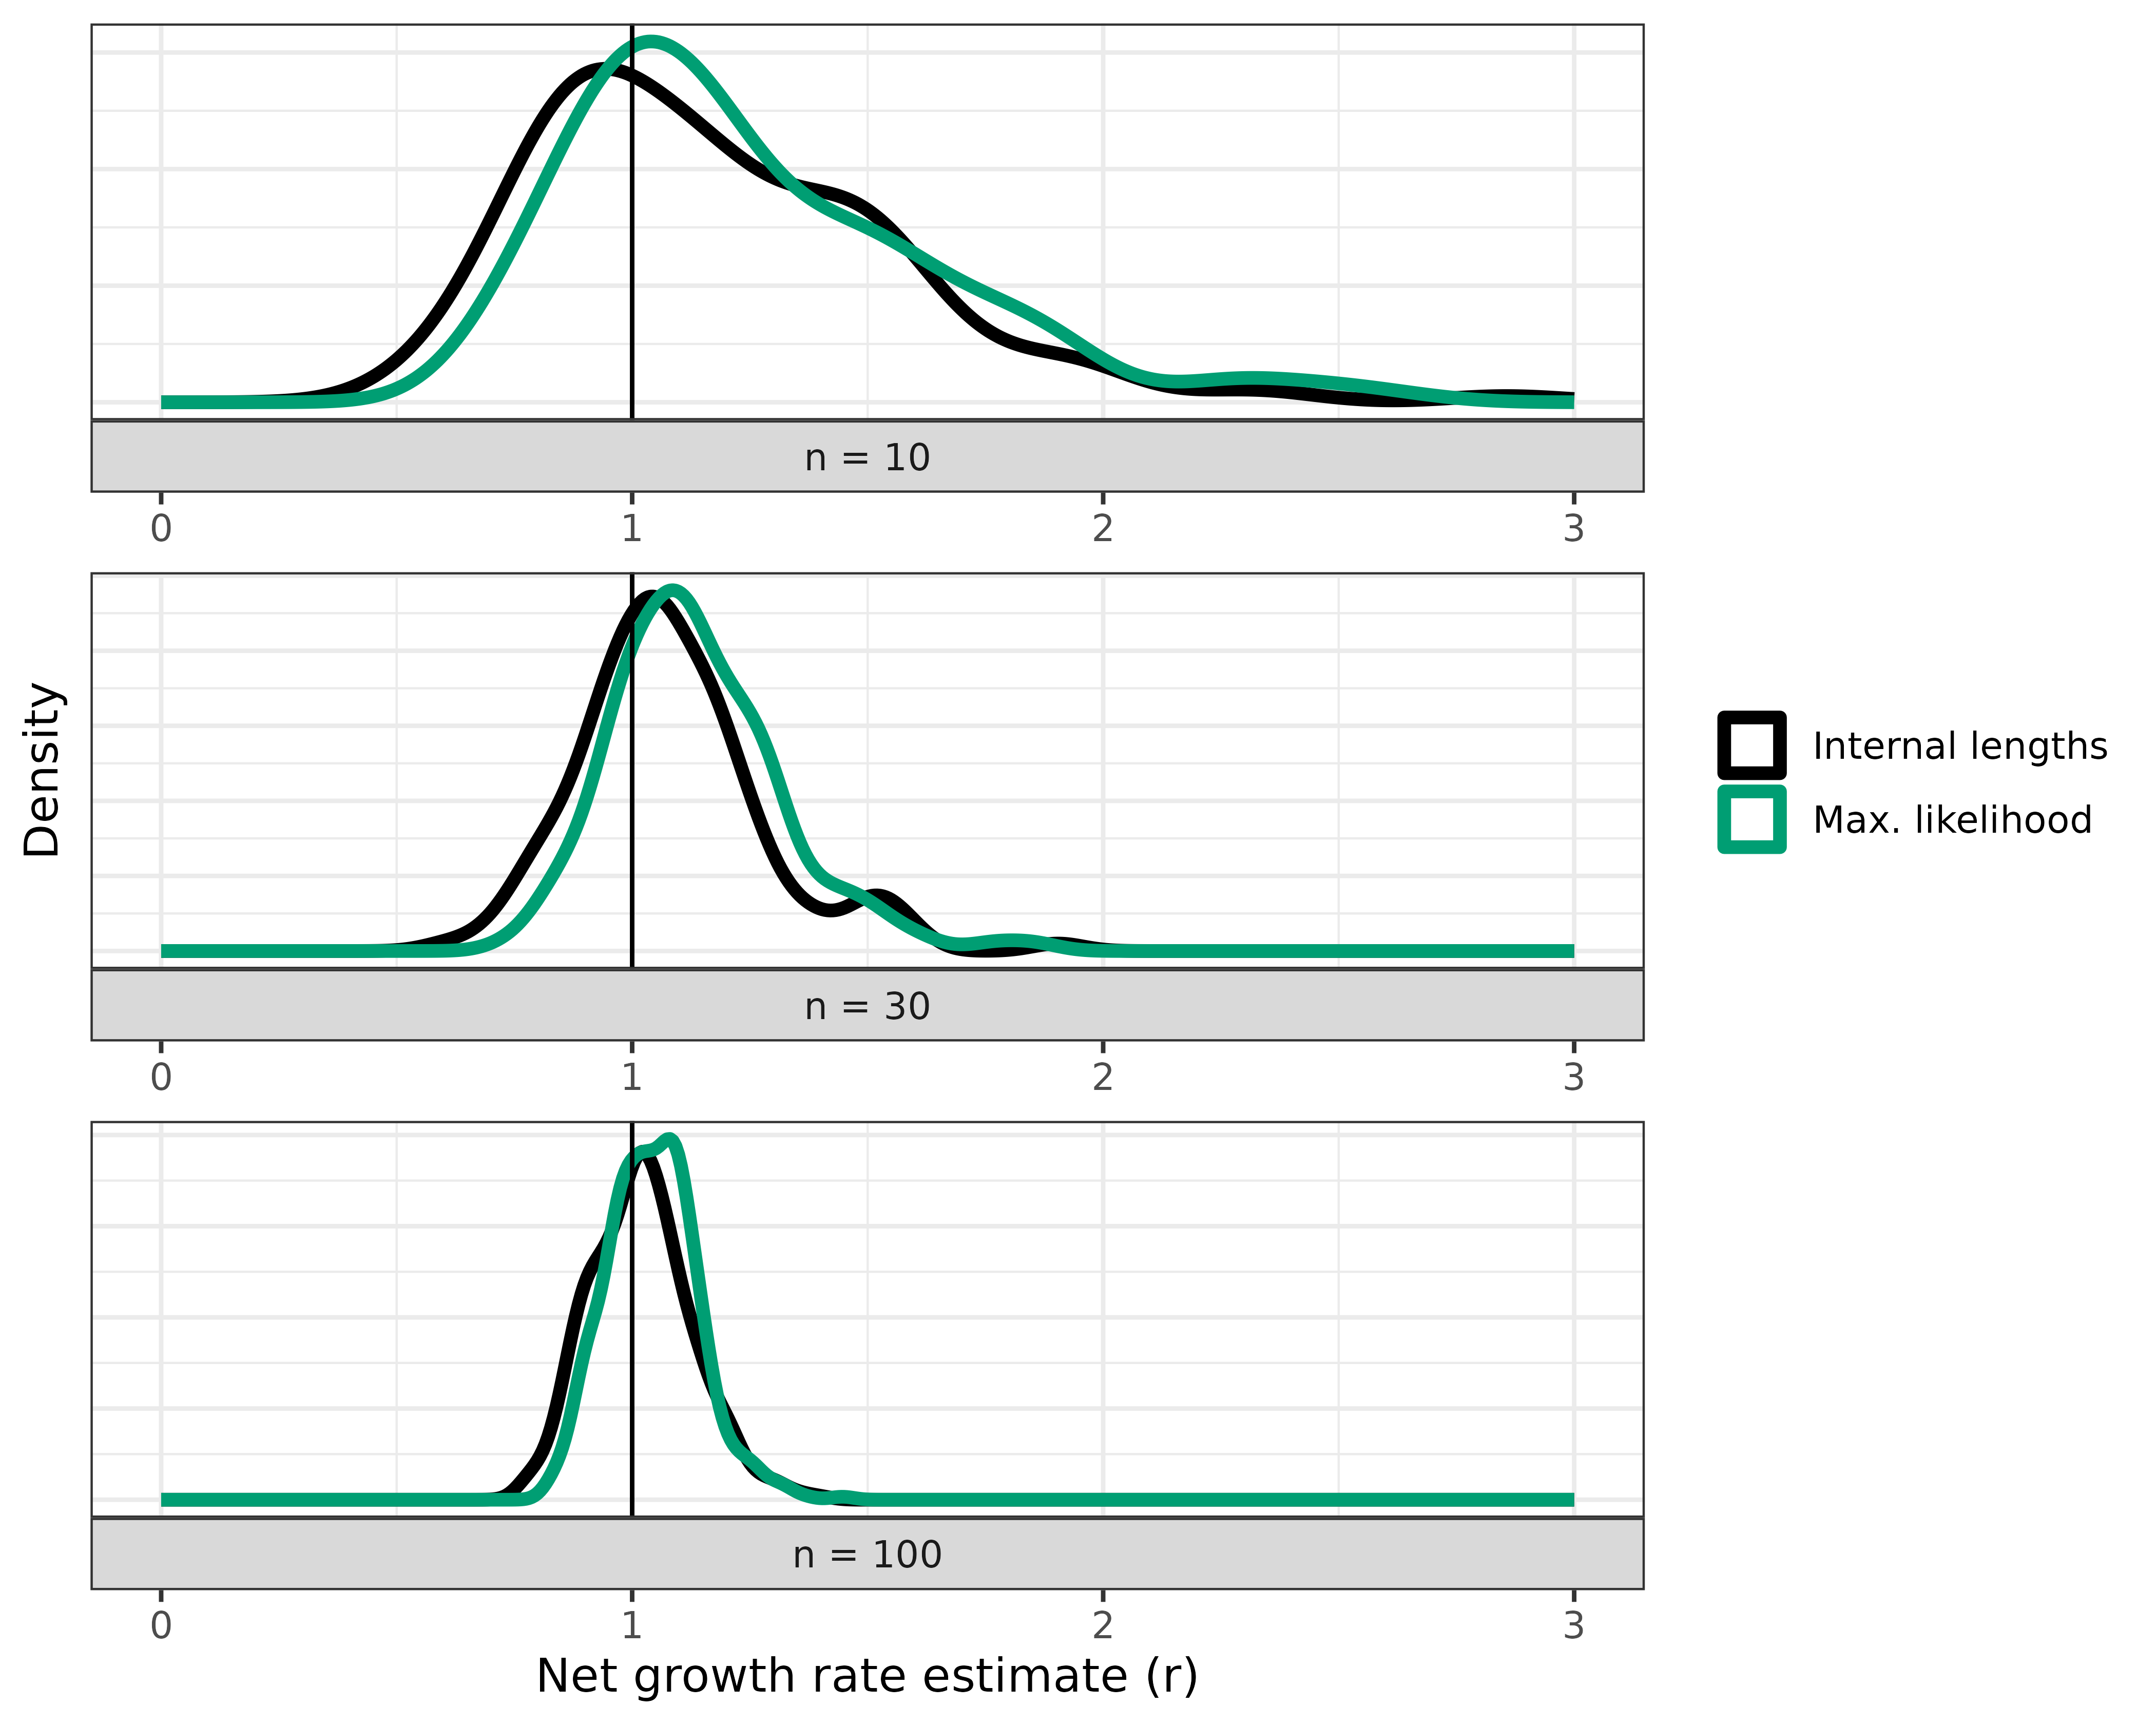 n = 10
0 1 2 3
Density
n = 30
0 1 2 3
Internal lengths
Max. likelihood
n = 100
0 1 2 3
Net growth rate estimate (r)